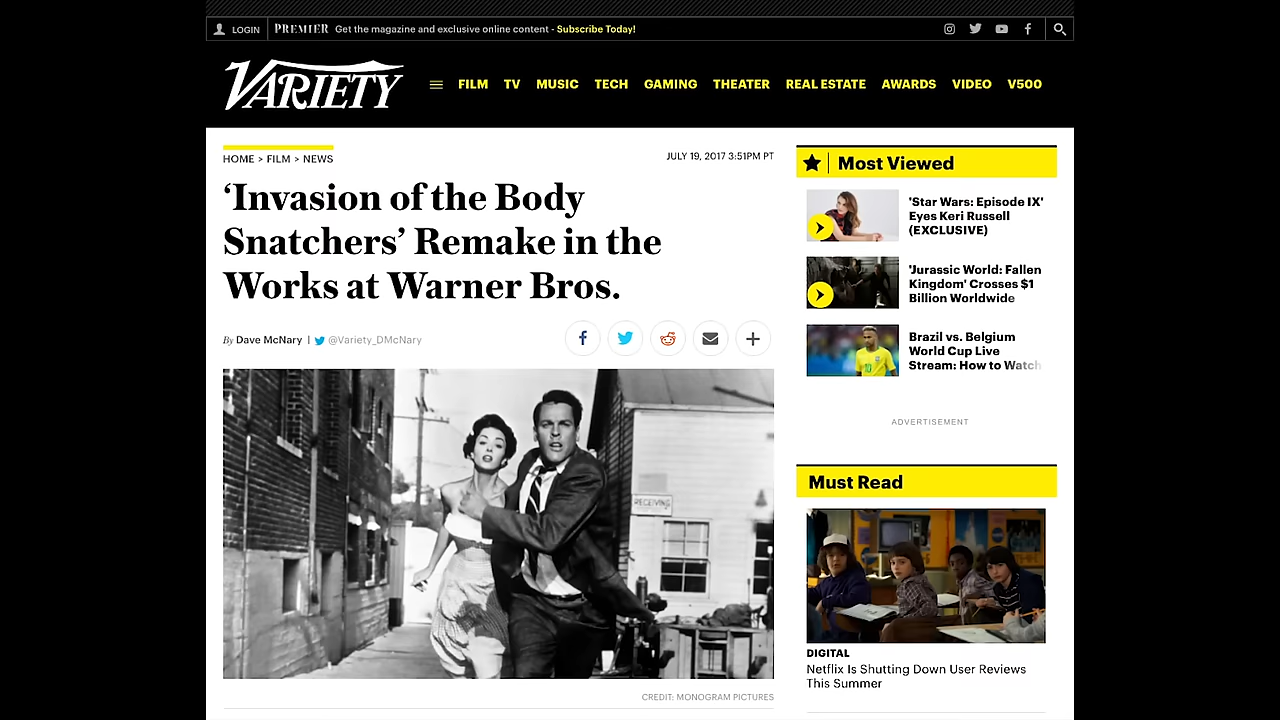 LOGIN
PREMIER Get the magazine and exclusive online content - Subscribe Today!
VARIETY
FILM TV MUSIC TECH GAMING THEATER REAL ESTATE AWARDS VIDEO V500
HOME > FILM > NEWS
JULY 19, 2017 3:51PM PT
‘Invasion of the Body
Snatchers’ Remake in the
Works at Warner Bros.
By Dave McNary | @Variety_DMcNary
RECEIVING
CREDIT: MONOGRAM PICTURES
Most Viewed
'Star Wars: Episode IX'
Eyes Keri Russell
(EXCLUSIVE)
'Jurassic World: Fallen
Kingdom' Crosses $1
Billion Worldwide
Brazil vs. Belgium
World Cup Live
Stream: How to Watch
ADVERTISEMENT
Must Read
DIGITAL
Netflix Is Shutting Down User Reviews
This Summer